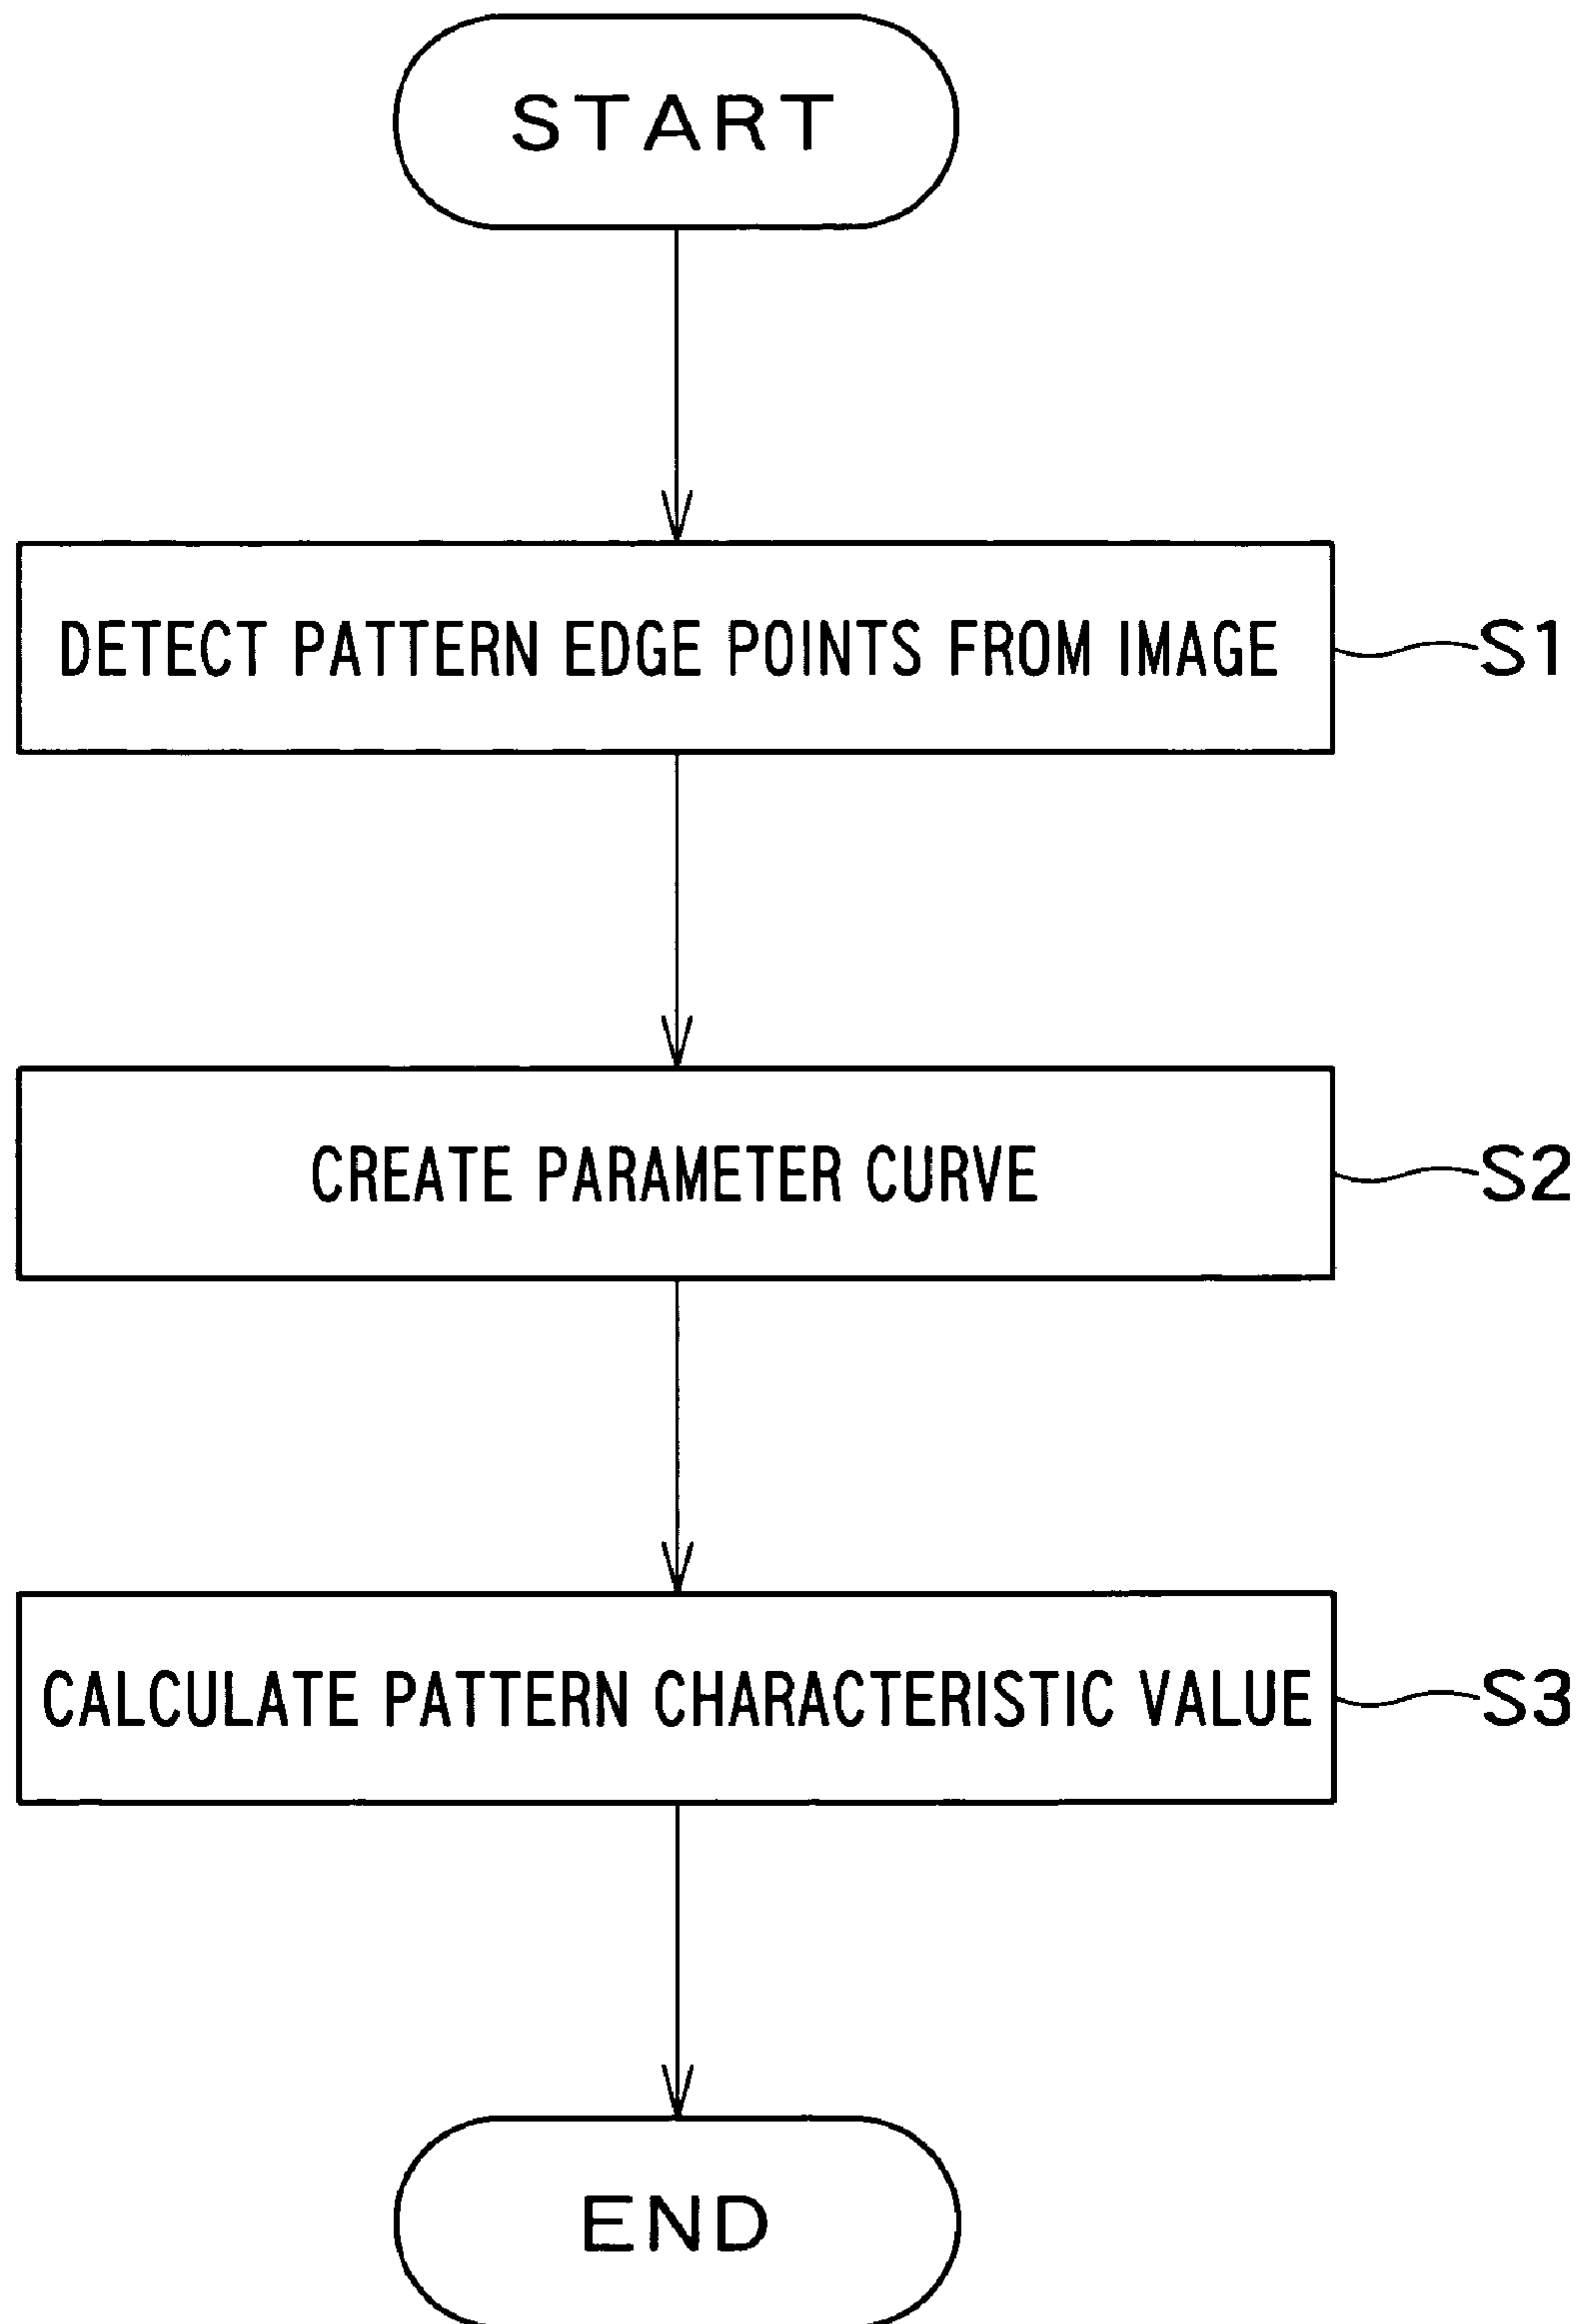 START
DETECT PATTERN EDGE POINTS FROM IMAGE
S1
CREATE PARAMETER CURVE
S2
CALCULATE PATTERN CHARACTERISTIC VALUE
S3
END